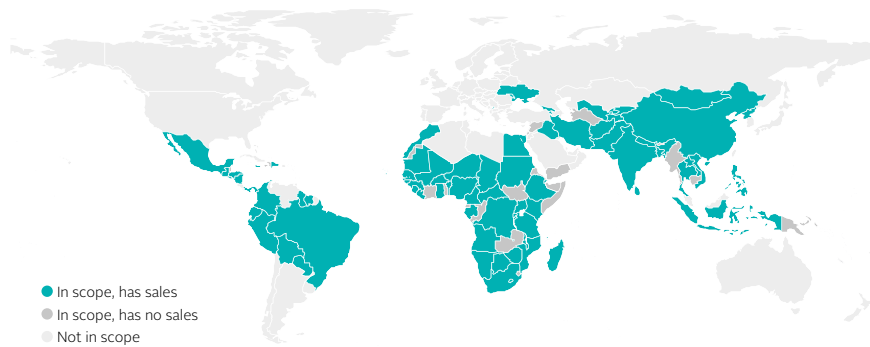 In scope, has sales
In scope, has no sales
Not in scope